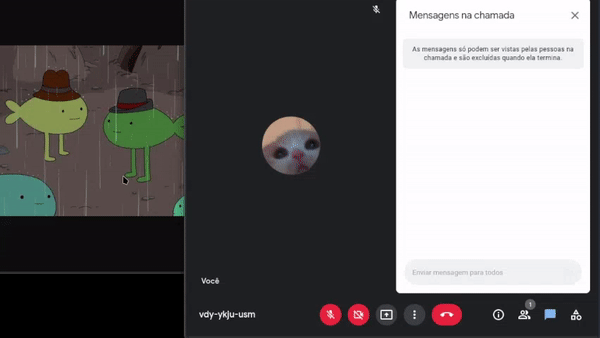 Mensagens na chamada
As mensagens só podem ser vistas pelas pessoas na
chamada e são excluídas quando ela termina.
Enviar mensagem para todos
Você
vdy-ykju-usm
1